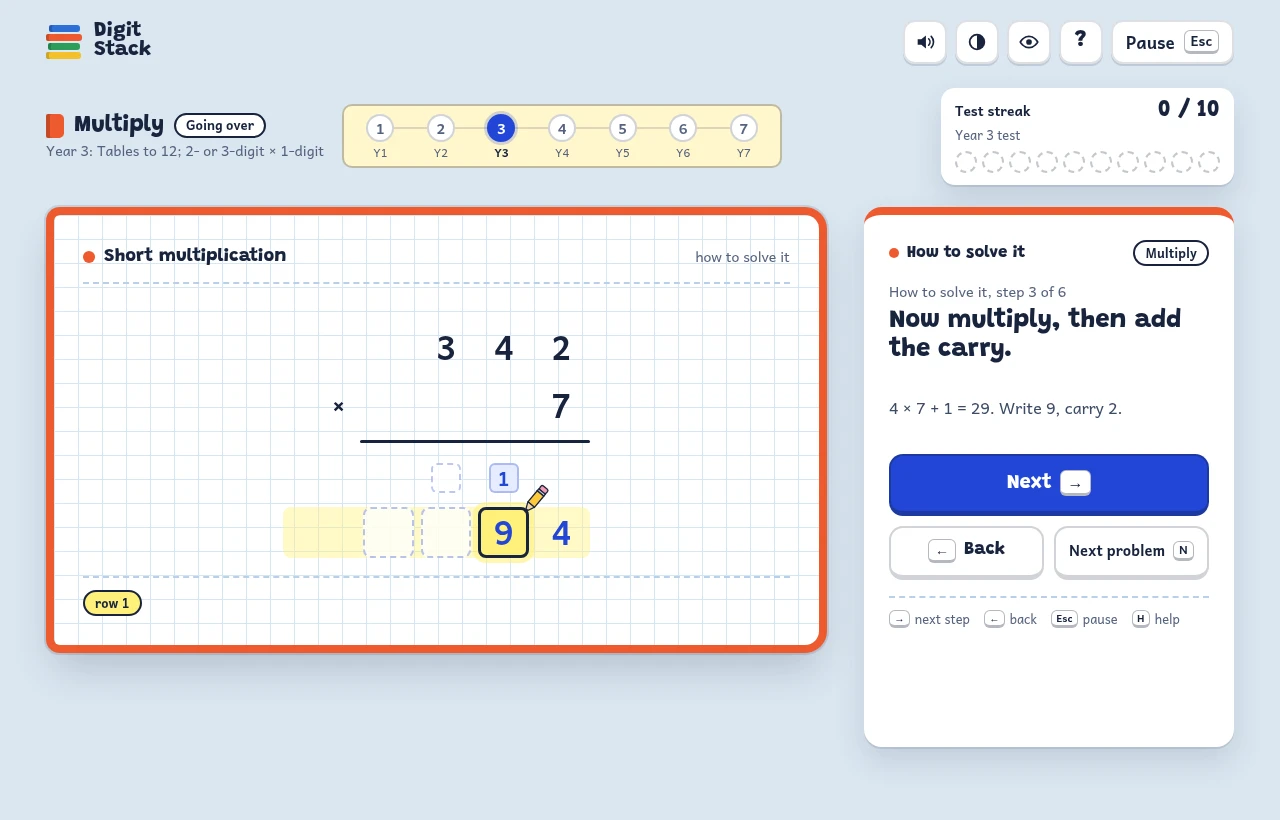 Digit
Stack
?
Pause Esc
Multiply Going over
Year 3: Tables to 12; 2- or 3-digit × 1-digit
1 2 3 4 5 6 7
Y1 Y2 Y3 Y4 Y5 Y6 Y7
Test streak 0 / 10
Year 3 test
Short multiplication how to solve it
3 4 2
× 7
1
9 4
row 1
How to solve it Multiply
How to solve it, step 3 of 6
Now multiply, then add
the carry.
4 × 7 + 1 = 29. Write 9, carry 2.
Next →
← Back
Next problem N
→ next step ← back Esc pause H help